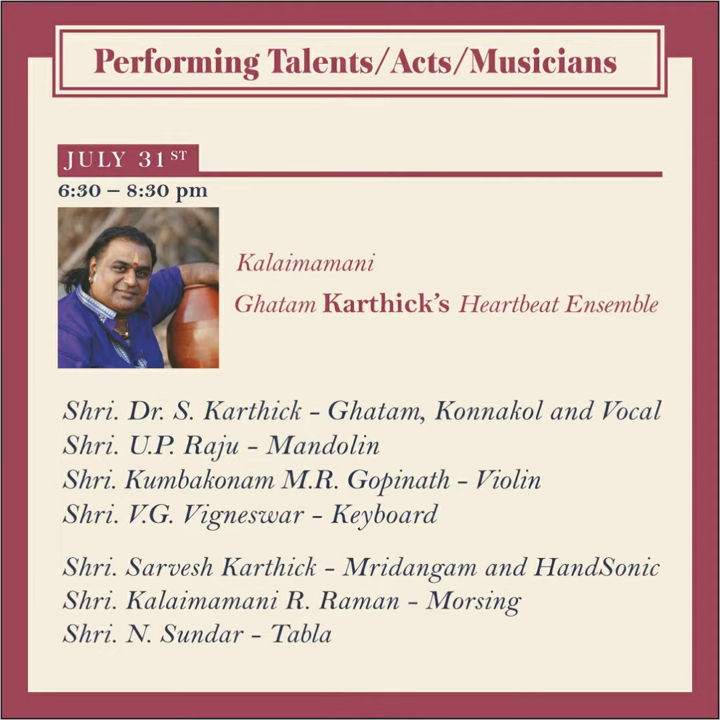 Performing Talents/Acts/Musicians
JULY 31ST
6:30 – 8:30 pm
Kalaimamani
Ghatam Karthick's Heartbeat Ensemble
Shri. Dr. S. Karthick - Ghatam, Konnakol and Vocal
Shri. U.P. Raju - Mandolin
Shri. Kumbakonam M.R. Gopinath - Violin
Shri. V.G. Vigneswar - Keyboard
Shri. Sarvesh Karthick - Mridangam and HandSonic
Shri. Kalaimamani R. Raman - Morsing
Shri. N. Sundar - Tabla